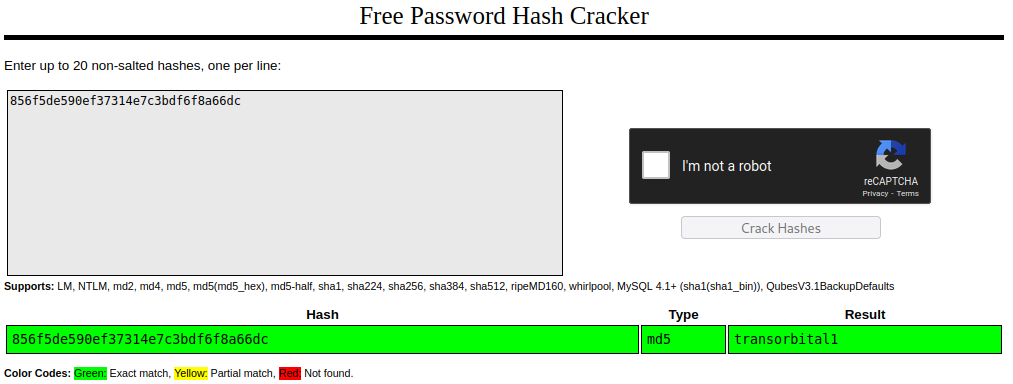 Free Password Hash Cracker
Enter up to 20 non-salted hashes, one per line:
856f5de590ef37314e7c3bdf6f8a66dc
I'm not a robot
reCAPTCHA
Privacy - Terms
Crack Hashes
Supports: LM, NTLM, md2, md4, md5, md5(md5_hex), md5-half, sha1, sha224, sha256, sha384, sha512, ripeMD160, whirlpool, MySQL 4.1+ (sha1(sha1_bin)), QubesV3.1BackupDefaults
Hash Type Result
856f5de590ef37314e7c3bdf6f8a66dc md5 transorbital1
Color Codes: Green: Exact match, Yellow: Partial match, Red: Not found.